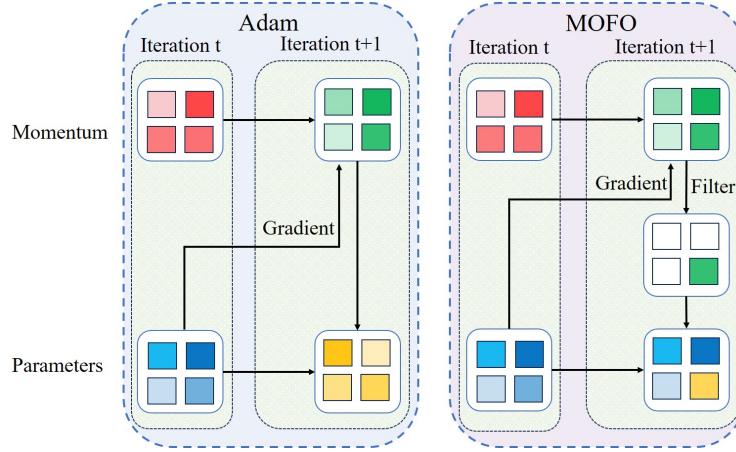 Adam
MOFO
Iteration t
Iteration t+1
Iteration t
Iteration t+1
Momentum
Gradient
Gradient
Filter
Parameters